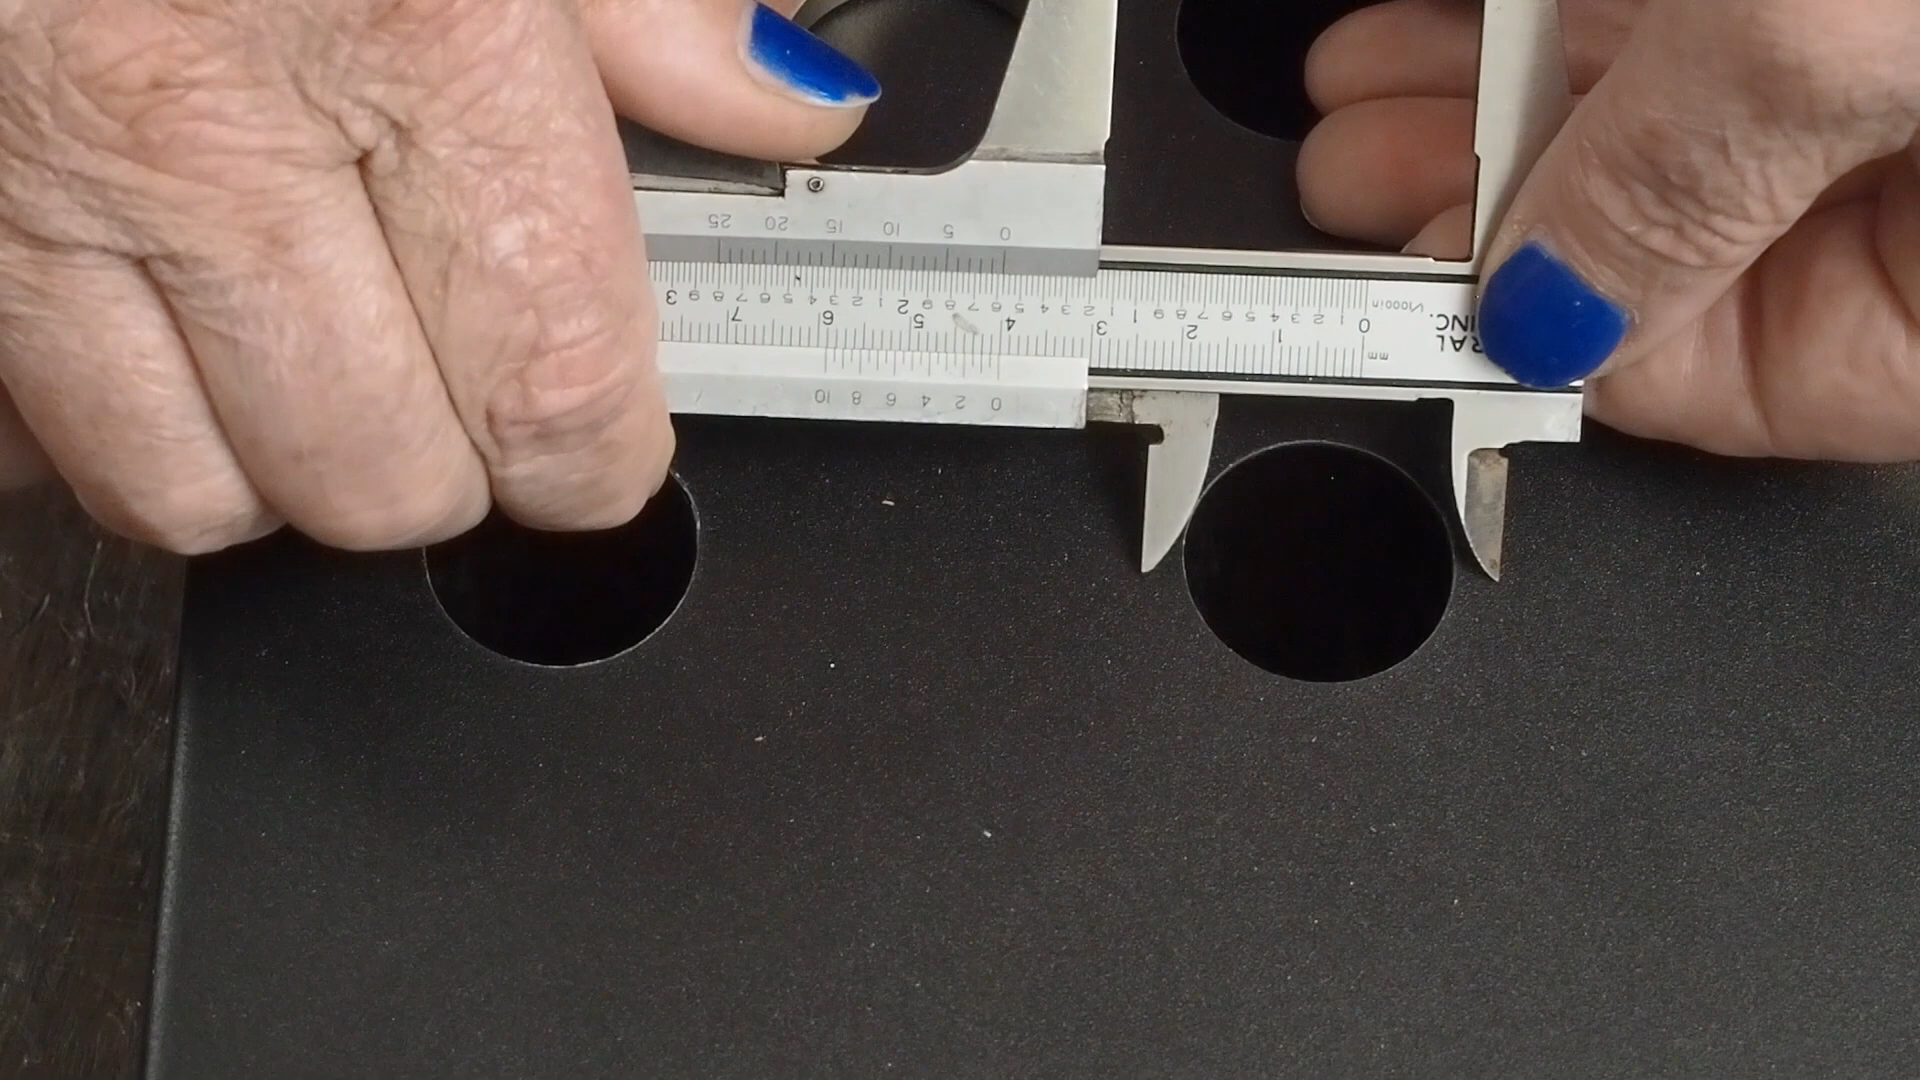 0 2 4 6 8 10
RAL
mm 0 1 2 3 4 5 6 7
INC.
1/1000in 1 2 3 4 5 6 7 8 9 1 1 2 3 4 5 6 7 8 9 2 1 2 3 4 5 6 7 8 9 3
0 5 10 15 20 25